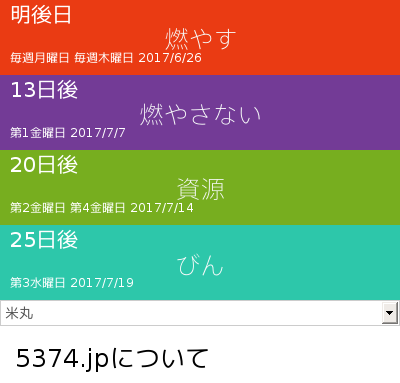 明後日
燃やす
毎週月曜日 毎週木曜日 2017/6/26
13日後
燃やさない
第1金曜日 2017/7/7
20日後
資源
第2金曜日 第4金曜日 2017/7/14
25日後
びん
第3水曜日 2017/7/19
米丸
5374.jpについて